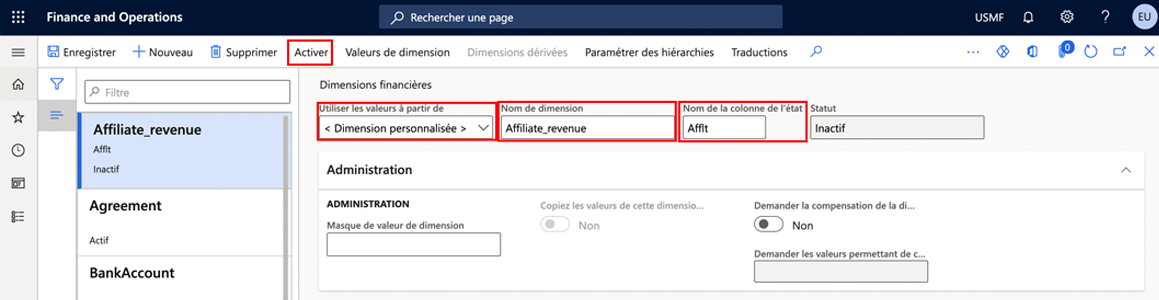 Finance and Operations
Rechercher une page
USMF
EU
Enregistrer
Nouveau
Supprimer
Activer
Valeurs de dimension
Dimensions dérivées
Paramétrer des hiérarchies
Traductions
0
Filtre
Affiliate_revenue
Afflt
Inactif
Agreement
Actif
BankAccount
Dimensions financières
Utiliser les valeurs à partir de
Nom de dimension
Nom de la colonne de l'état
Statut
< Dimension personnalisée >
Affiliate_revenue
Afflt
Inactif
Administration
ADMINISTRATION
Masque de valeur de dimension
Copiez les valeurs de cette dimensio...
Non
Demander la compensation de la di...
Non
Demander les valeurs permettant de c...